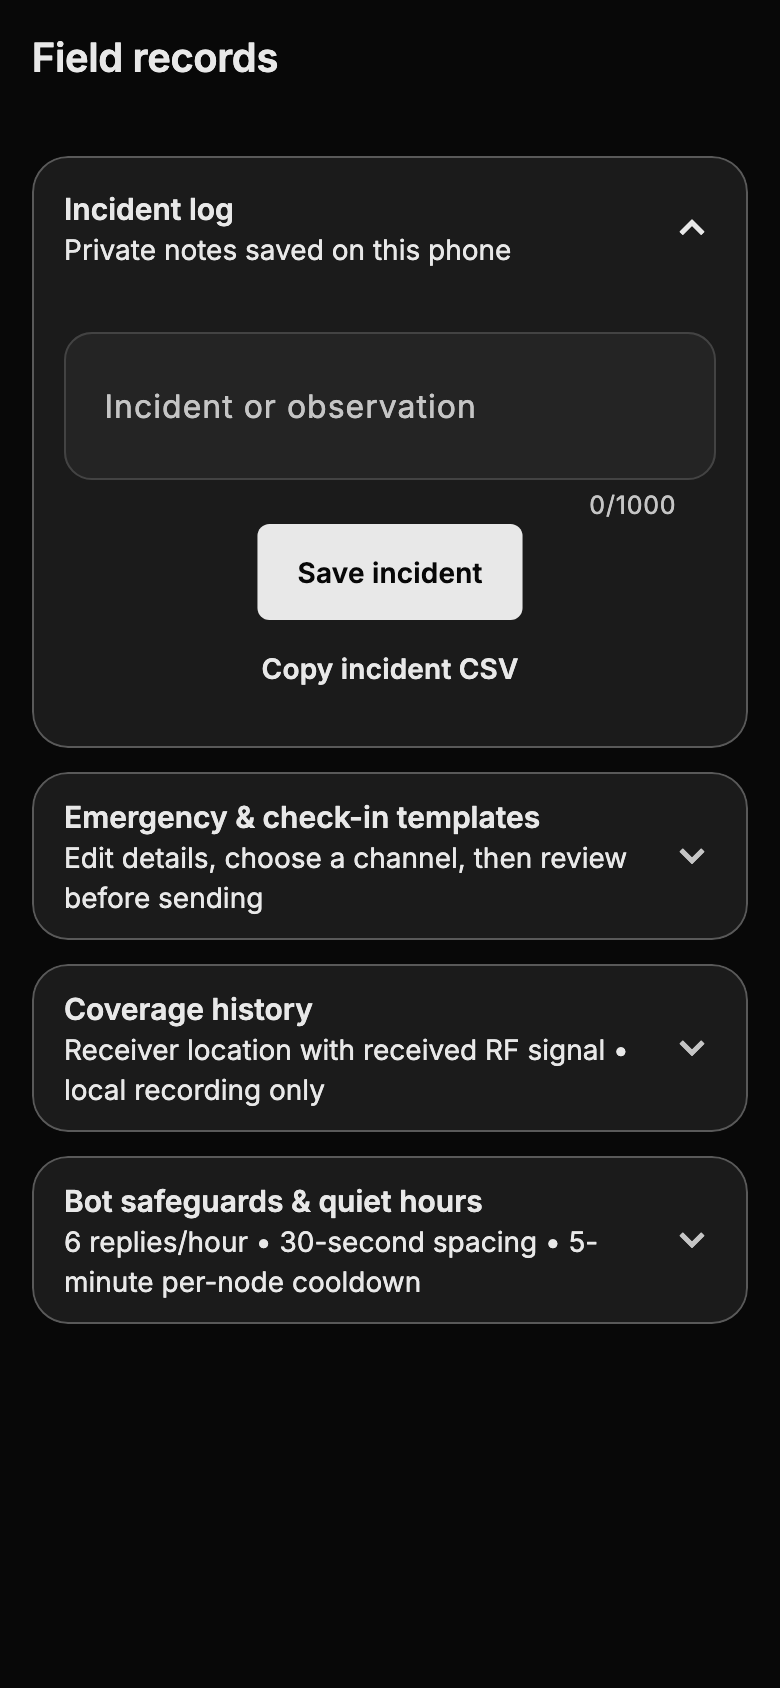 Field records
Incident log
Private notes saved on this phone
Incident or observation
0/1000
Save incident
Copy incident CSV
Emergency & check-in templates
Edit details, choose a channel, then review
before sending
Coverage history
Receiver location with received RF signal •
local recording only
Bot safeguards & quiet hours
6 replies/hour • 30-second spacing • 5-
minute per-node cooldown